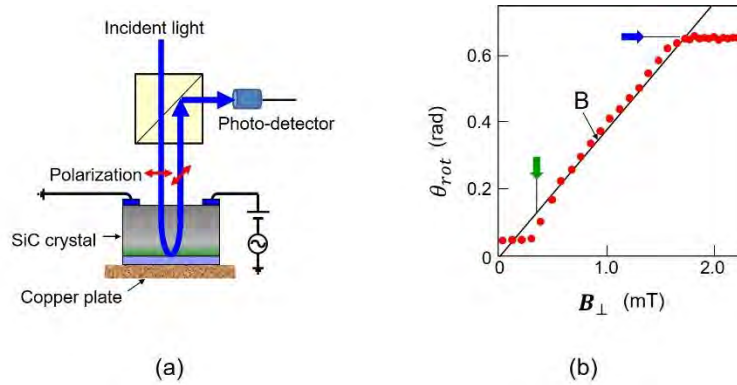 Incident light
Photo-detector
Polarization
SiC crystal
Copper plate
(a)
0.6
0.4
0.2
0
θrot (rad)
B
0
1.0
2.0
B⊥ (mT)
(b)